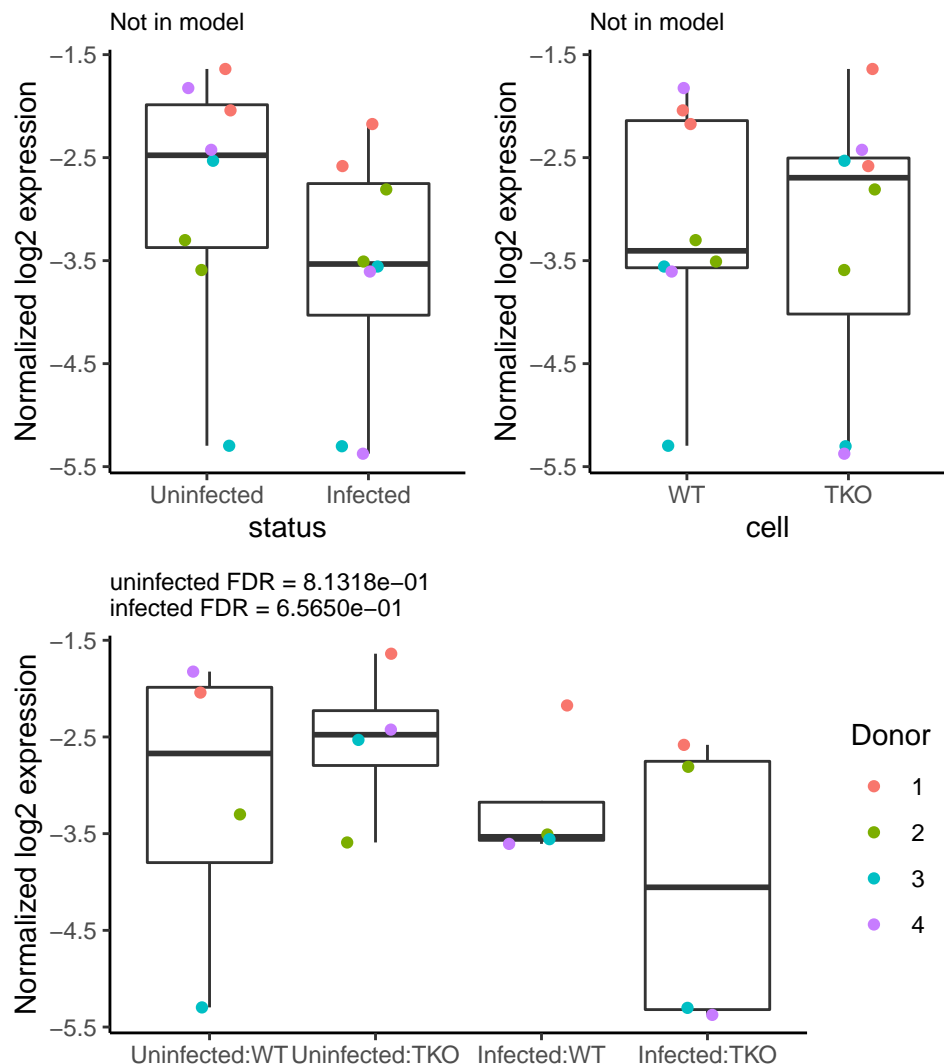 Not in model
Normalized log2 expression
−1.5
−2.5
−3.5
−4.5
−5.5
Uninfected Infected
status
Not in model
Normalized log2 expression
−1.5
−2.5
−3.5
−4.5
−5.5
WT TKO
cell
uninfected FDR = 8.1318e−01
infected FDR = 6.5650e−01
Normalized log2 expression
−1.5
−2.5
−3.5
−4.5
−5.5
Uninfected:WT Uninfected:TKO Infected:WT Infected:TKO
Donor
1
2
3
4